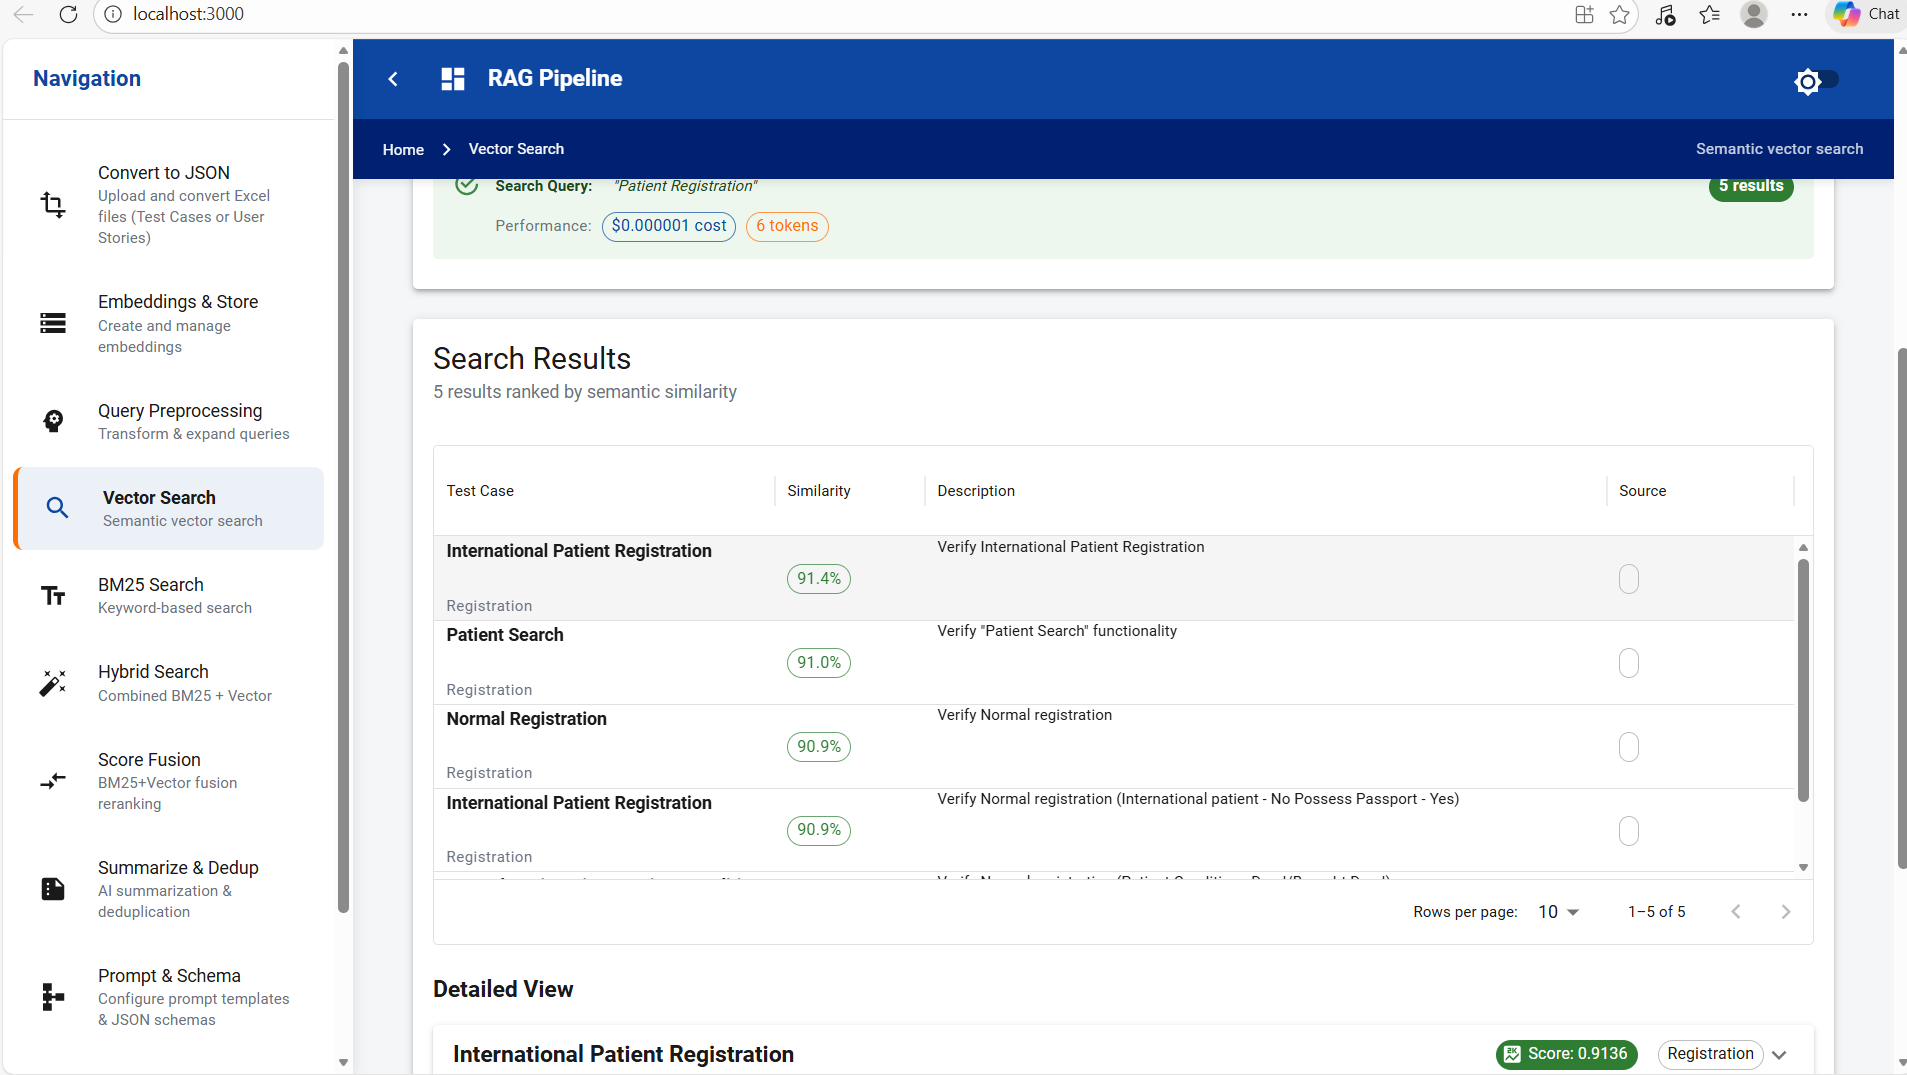 localhost:3000
Chat
Navigation
Convert to JSON
Upload and convert Excel
files (Test Cases or User
Stories)
Embeddings & Store
Create and manage
embeddings
Query Preprocessing
Transform & expand queries
Vector Search
Semantic vector search
BM25 Search
Keyword-based search
Hybrid Search
Combined BM25 + Vector
Score Fusion
BM25+Vector fusion
reranking
Summarize & Dedup
AI summarization &
deduplication
Prompt & Schema
Configure prompt templates
& JSON schemas
RAG Pipeline
Home > Vector Search
Semantic vector search
Search Query: "Patient Registration"
5 results
Performance: $0.000001 cost 6 tokens
Search Results
5 results ranked by semantic similarity
Test Case Similarity Description Source
International Patient Registration
Registration
91.4%
Verify International Patient Registration
Patient Search
Registration
91.0%
Verify "Patient Search" functionality
Normal Registration
Registration
90.9%
Verify Normal registration
International Patient Registration
Registration
90.9%
Verify Normal registration (International patient - No Possess Passport - Yes)
Rows per page: 10 1–5 of 5
Detailed View
International Patient Registration
Score: 0.9136
Registration